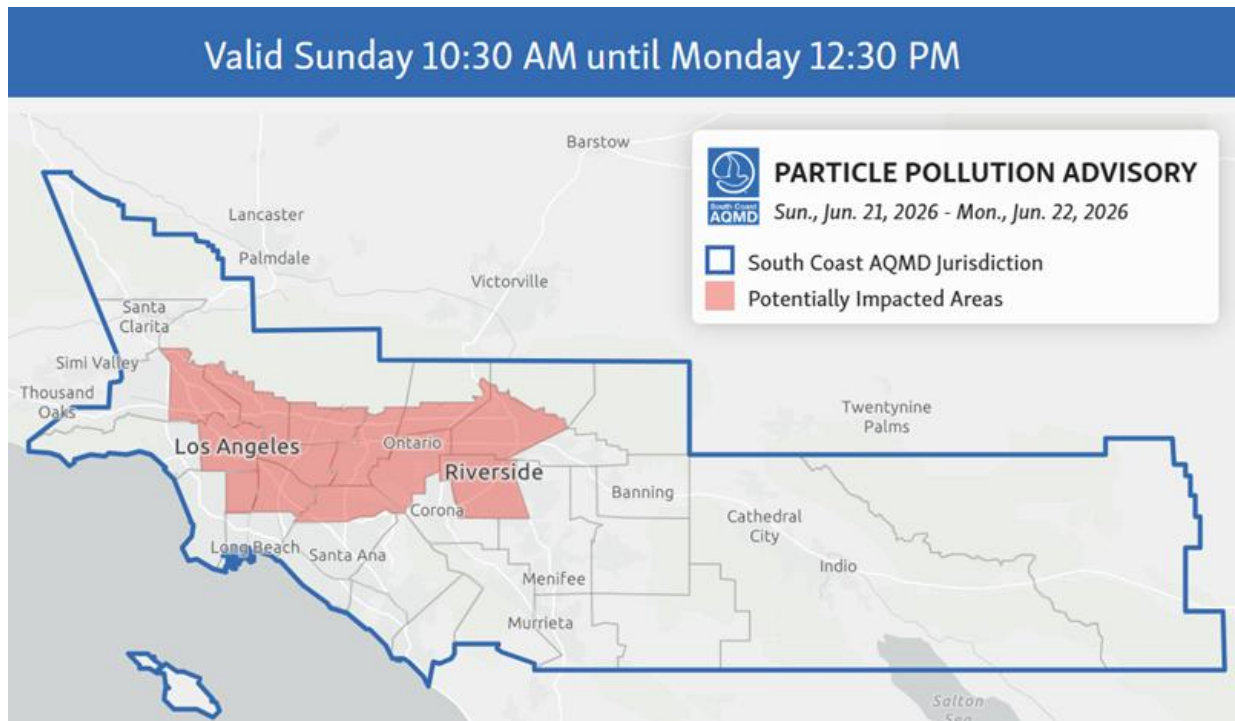 Valid Sunday 10:30 AM until Monday 12:30 PM
Barstow
PARTICLE POLLUTION ADVISORY
South Coast
AQMD
Sun., Jun. 21, 2026 - Mon., Jun. 22, 2026
South Coast AQMD Jurisdiction
Potentially Impacted Areas
Lancaster
Palmdale
Victorville
Santa
Clarita
Simi Valley
Thousand
Oaks
Twentynine
Palms
Los Angeles
Ontario
Riverside
Banning
Corona
Cathedral
City
Long Beach
Santa Ana
Indio
Menifee
Murrieta
Salton
Sea